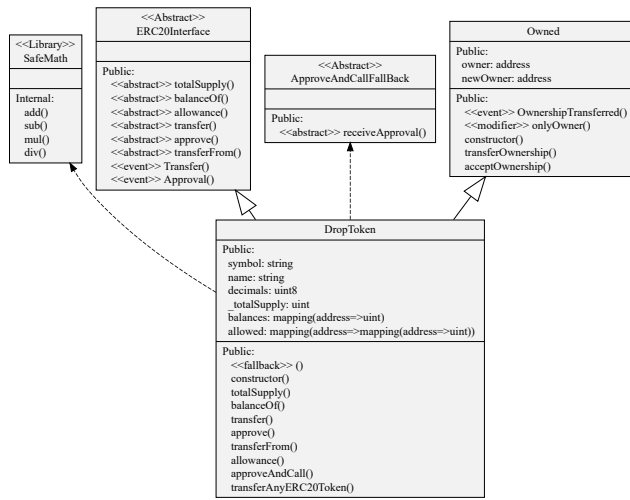 <<Library>>
SafeMath
Internal:
add()
sub()
mul()
div()
<<Abstract>>
ERC20Interface
Public:
<<abstract>> totalSupply()
<<abstract>> balanceOf()
<<abstract>> allowance()
<<abstract>> transfer()
<<abstract>> approve()
<<abstract>> transferFrom()
<<event>> Transfer()
<<event>> Approval()
<<Abstract>>
ApproveAndCallFallBack
Public:
<<abstract>> receiveApproval()
Owned
Public:
owner: address
newOwner: address
Public:
<<event>> OwnershipTransferred()
<<modifier>> onlyOwner()
constructor()
transferOwnership()
acceptOwnership()
DropToken
Public:
symbol: string
name: string
decimals: uint8
_totalSupply: uint
balances: mapping(address=>uint)
allowed: mapping(address=>mapping(address=>uint))
Public:
<<fallback>> ()
constructor()
totalSupply()
balanceOf()
transfer()
approve()
transferFrom()
allowance()
approveAndCall()
transferAnyERC20Token()